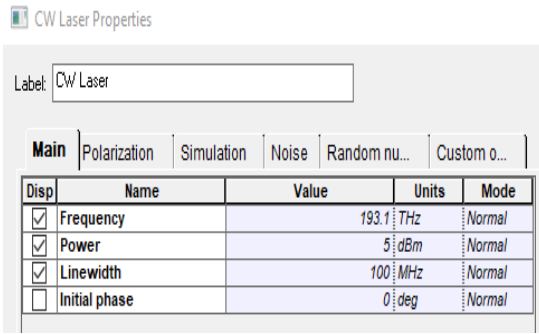 CW Laser Properties
Label: CW Laser
Main Polarization Simulation Noise Random nu... Custom o...
Disp Name Value Units Mode
Frequency 193.1 THz Normal
Power 5 dBm Normal
Linewidth 100 MHz Normal
Initial phase 0 deg Normal